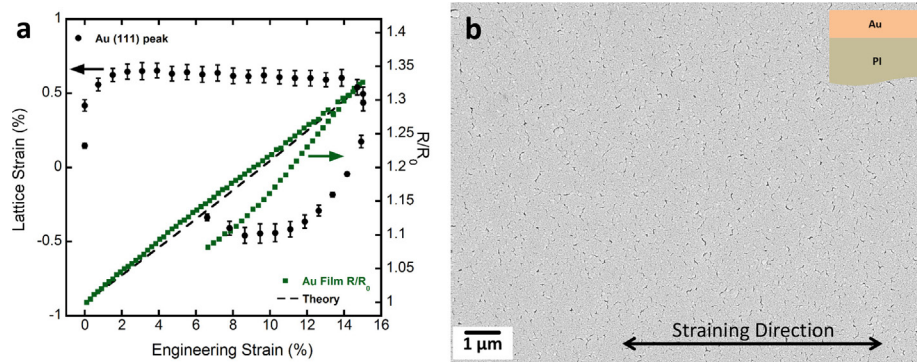 a
Au (111) peak
Lattice Strain (%)
1
0.5
0
-0.5
-1
1.4
1.35
1.3
1.25
1.2
1.15
1.1
1.05
1
R/R0
Au Film R/R0
Theory
0 2 4 6 8 10 12 14 16
Engineering Strain (%)
b
Au
PI
1 µm
Straining Direction